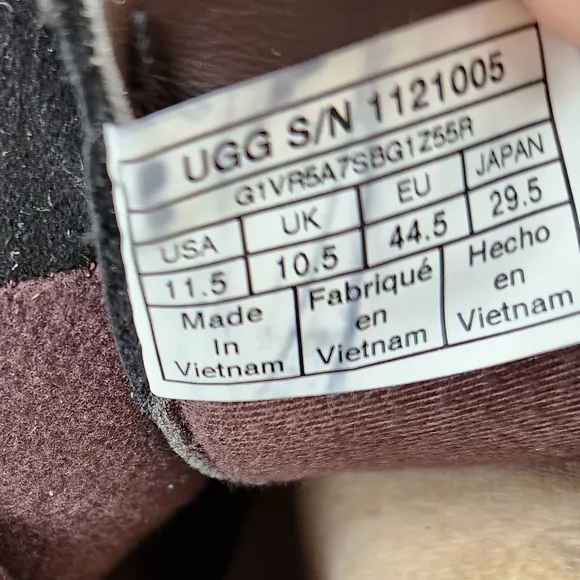 UGG S/N 1121005
G1VR5A7SBG1Z55R
USA UK EU JAPAN
11.5 10.5 44.5 29.5
Made In Vietnam
Fabriqué en Vietnam
Hecho en Vietnam